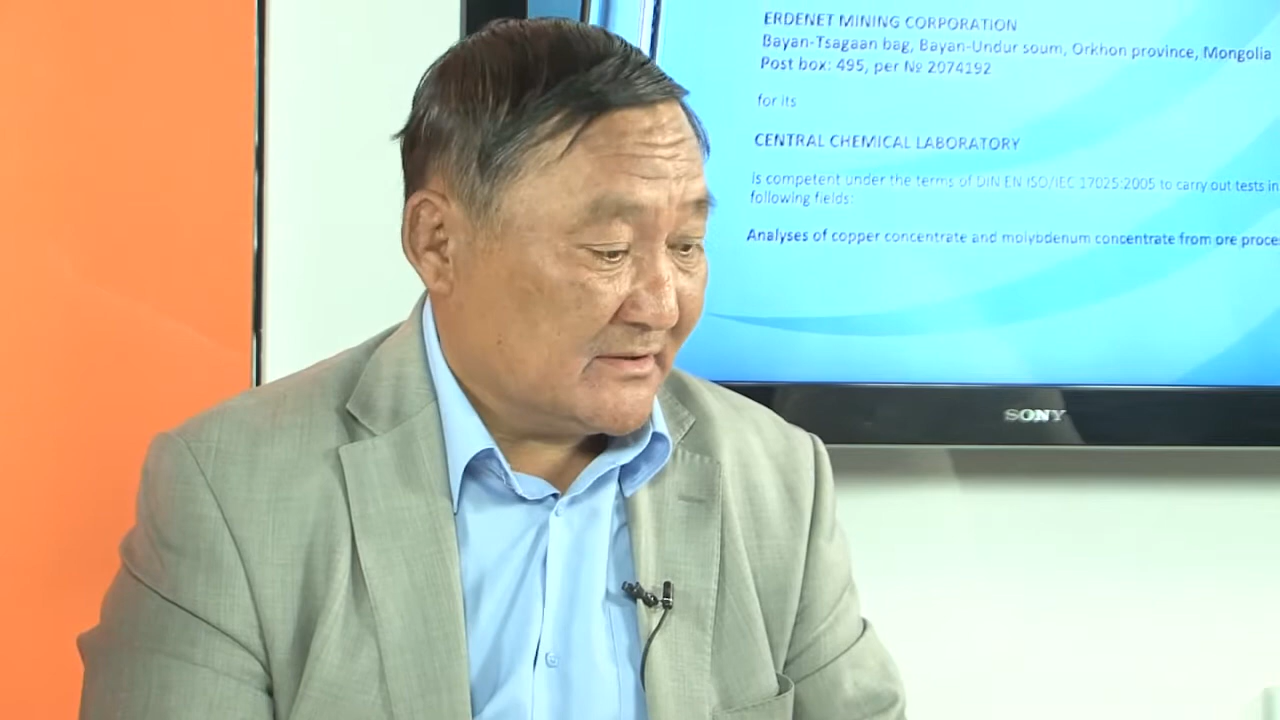 ERDENET MINING CORPORATION
Bayan-Tsagaan bag, Bayan-Undur soum, Orkhon province, Mongolia
Post box: 495, per № 2074192
for its
CENTRAL CHEMICAL LABORATORY
is competent under the terms of DIN EN ISO/IEC 17025:2005 to carry out tests in
following fields:
Analyses of copper concentrate and molybdenum concentrate from ore proce
SONY